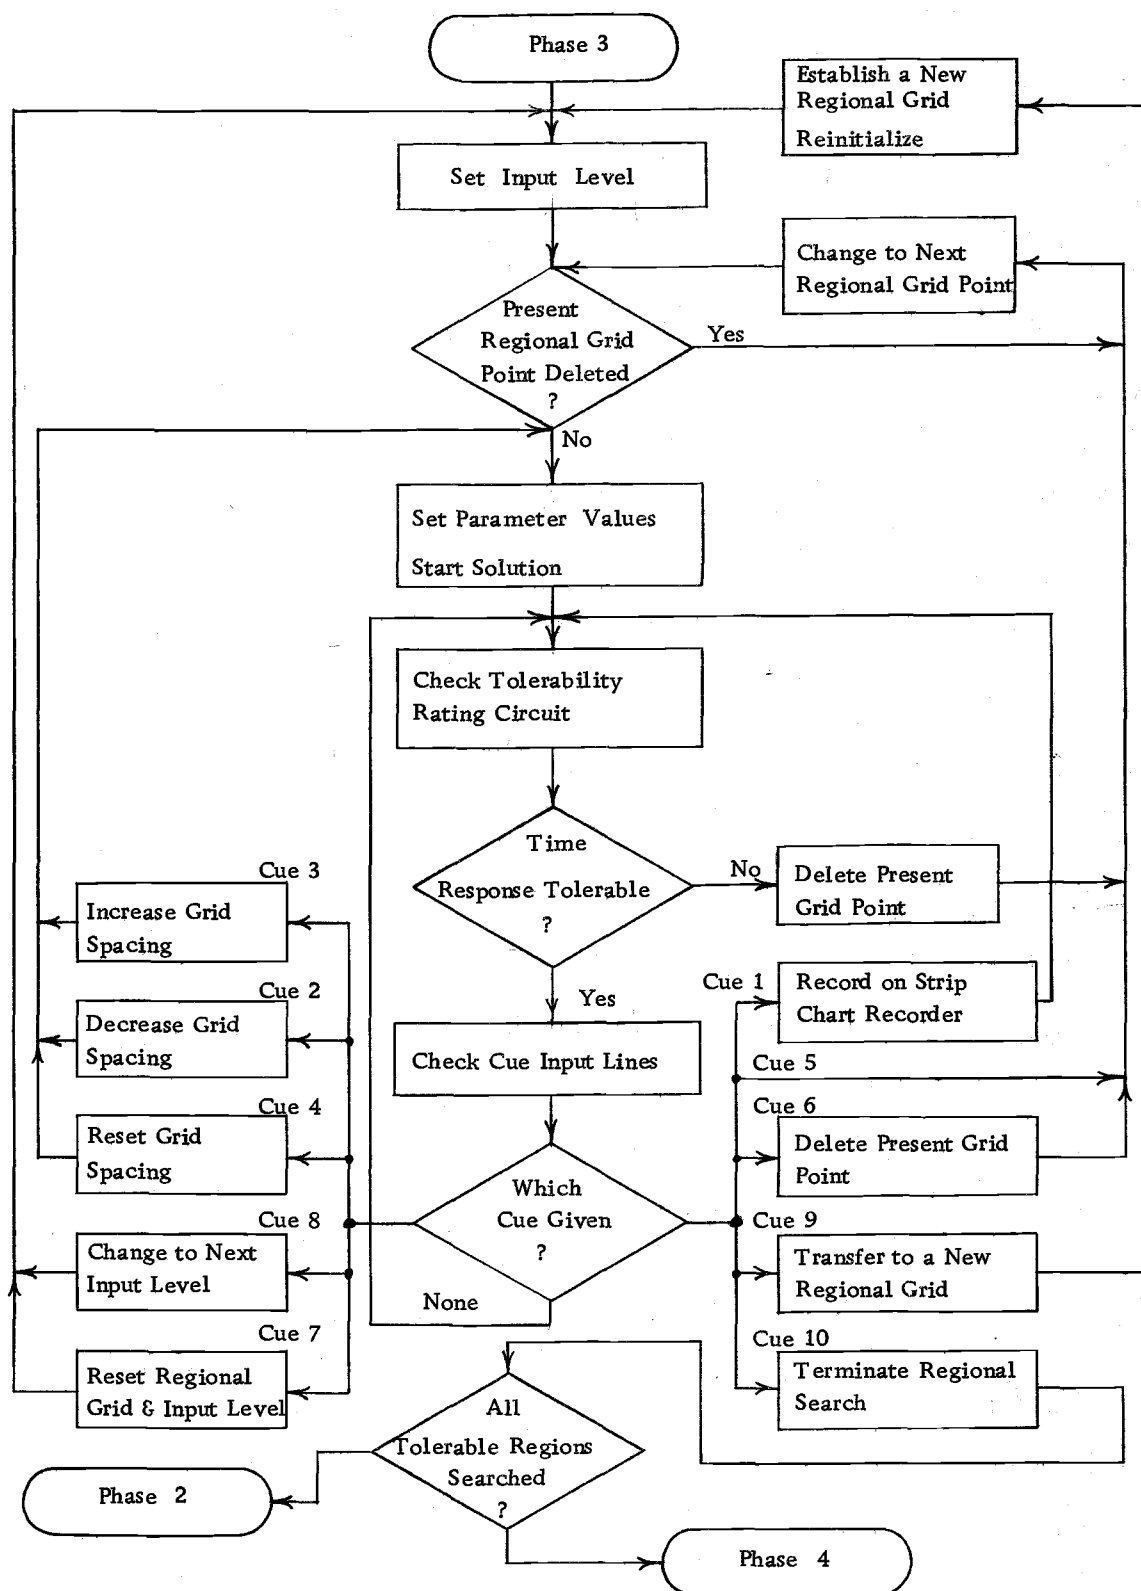 Phase 3
Establish a New
Regional Grid
Reinitialize
Set Input Level
Change to Next
Regional Grid Point
Present
Regional Grid
Point Deleted
?
Yes
No
Set Parameter Values
Start Solution
Check Tolerability
Rating Circuit
Time
Response Tolerable
?
No
Delete Present
Grid Point
Yes
Cue 3
Increase Grid
Spacing
Cue 2
Decrease Grid
Spacing
Cue 4
Reset Grid
Spacing
Cue 8
Change to Next
Input Level
Cue 7
Reset Regional
Grid & Input Level
Check Cue Input Lines
Which
Cue Given
?
None
Cue 1
Record on Strip
Chart Recorder
Cue 5
Cue 6
Delete Present Grid
Point
Cue 9
Transfer to a New
Regional Grid
Cue 10
Terminate Regional
Search
All
Tolerable Regions
Searched
?
Phase 2
Phase 4